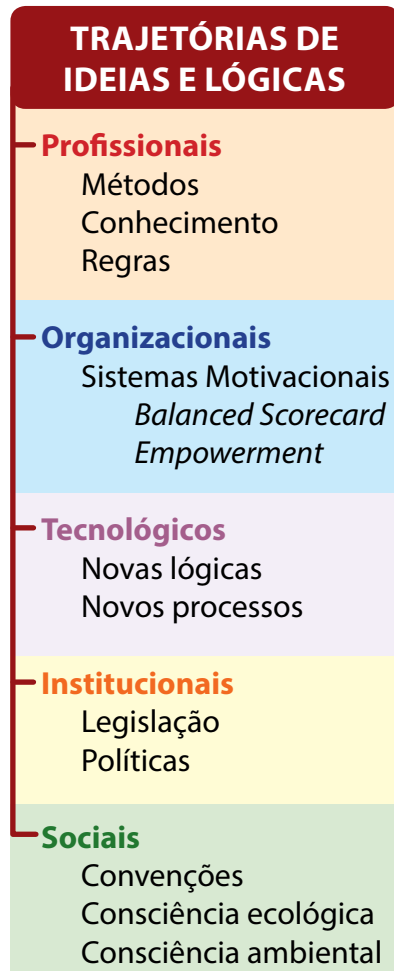 TRAJETÓRIAS DE
IDEIAS E LÓGICAS
Profissionais
Métodos
Conhecimento
Regras
Organizacionais
Sistemas Motivacionais
Balanced Scorecard
Empowerment
Tecnológicos
Novas lógicas
Novos processos
Institucionais
Legislação
Políticas
Sociais
Convenções
Consciência ecológica
Consciência ambiental